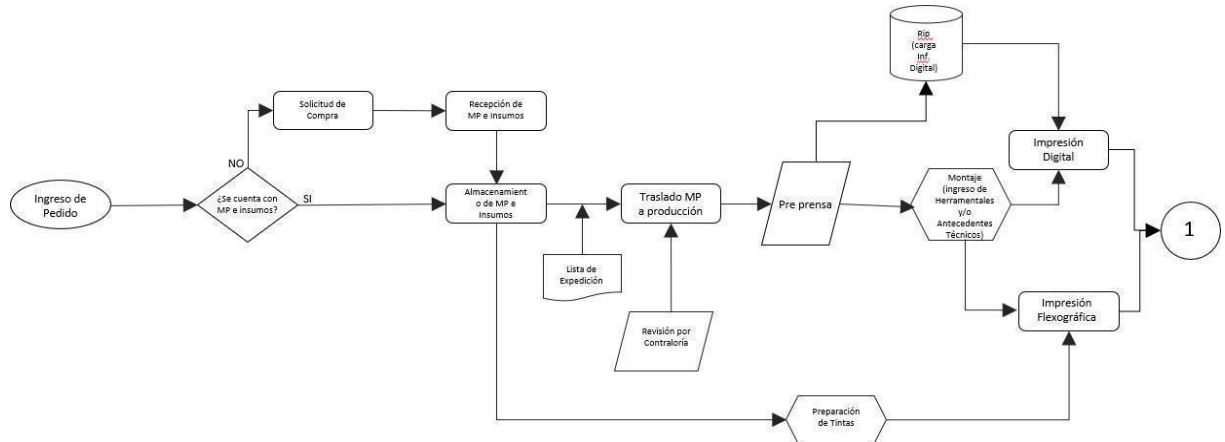 Rip
(carga
Inf.
Digital)
Solicitud de
Compra
Recepción de
MP e Insumos
Impresión
Digital
NO
Ingreso de
Pedido
¿Se cuenta con
MP e insumos?
SI
Almacenamient
o de MP e
Insumos
Traslado MP
a producción
Pre prensa
Montaje
(ingreso de
Herramentales
y/o
Antecedentes
Técnicos)
1
Lista de
Expedición
Revisión por
Contraloría
Impresión
Flexográfica
Preparación
de Tintas